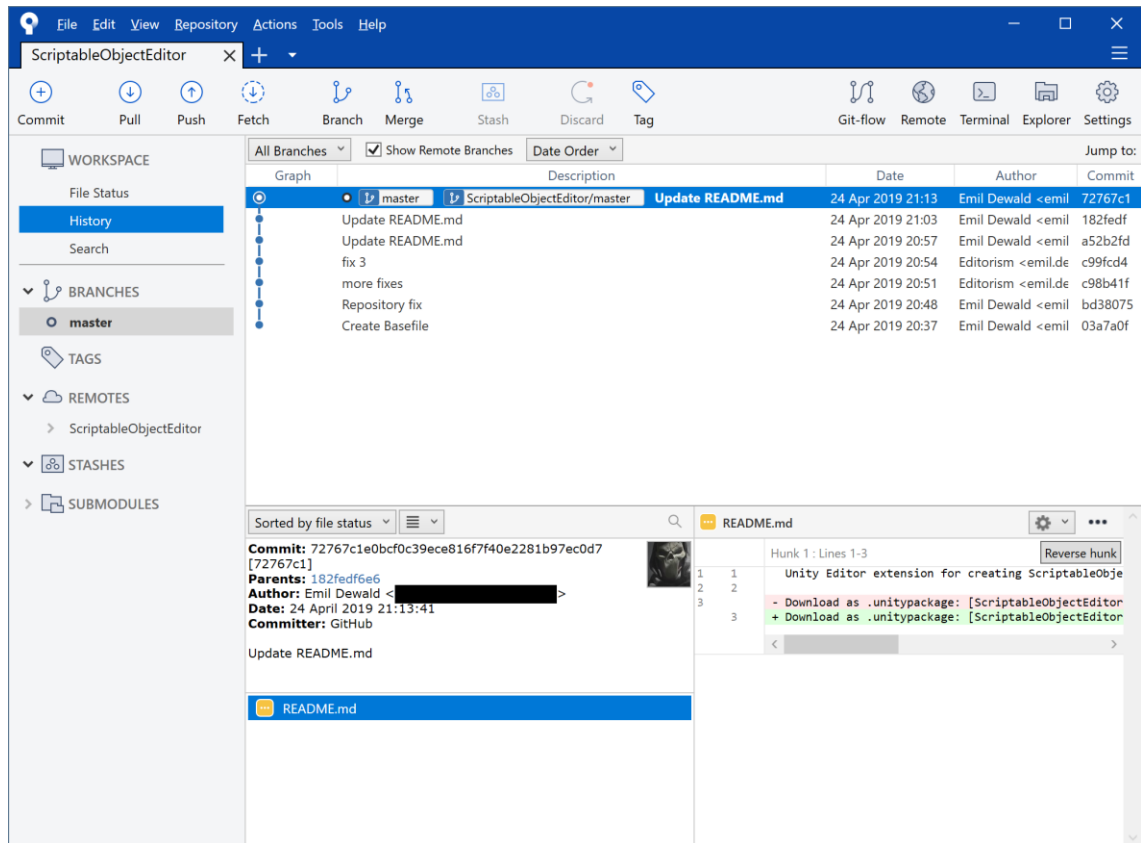 File Edit View Repository Actions Tools Help
ScriptableObjectEditor
Commit Pull Push Fetch Branch Merge Stash Discard Tag Git-flow Remote Terminal Explorer Settings
WORKSPACE
File Status
History
Search
BRANCHES
master
TAGS
REMOTES
ScriptableObjectEditor
STASHES
SUBMODULES
All Branches Show Remote Branches Date Order Jump to:
Graph Description Date Author Commit
master ScriptableObjectEditor/master Update README.md 24 Apr 2019 21:13 Emil Dewald <emil 72767c1
Update README.md 24 Apr 2019 21:03 Emil Dewald <emil 182fedf
Update README.md 24 Apr 2019 20:57 Emil Dewald <emil a52b2fd
fix 3 24 Apr 2019 20:54 Editorism <emil.de c99fcd4
more fixes 24 Apr 2019 20:51 Editorism <emil.de c98b41f
Repository fix 24 Apr 2019 20:48 Emil Dewald <emil bd38075
Create Basefile 24 Apr 2019 20:37 Emil Dewald <emil 03a7a0f
Sorted by file status
Commit: 72767c1e0bcf0c39ece816f7f40e2281b97ec0d7
[72767c1]
Parents: 182fedf6e6
Author: Emil Dewald < >
Date: 24 April 2019 21:13:41
Committer: GitHub
Update README.md
README.md
README.md
Hunk 1 : Lines 1-3 Reverse hunk
1 1 Unity Editor extension for creating ScriptableObje
2 2
3 - Download as .unitypackage: [ScriptableObjectEditor
3 + Download as .unitypackage: [ScriptableObjectEditor